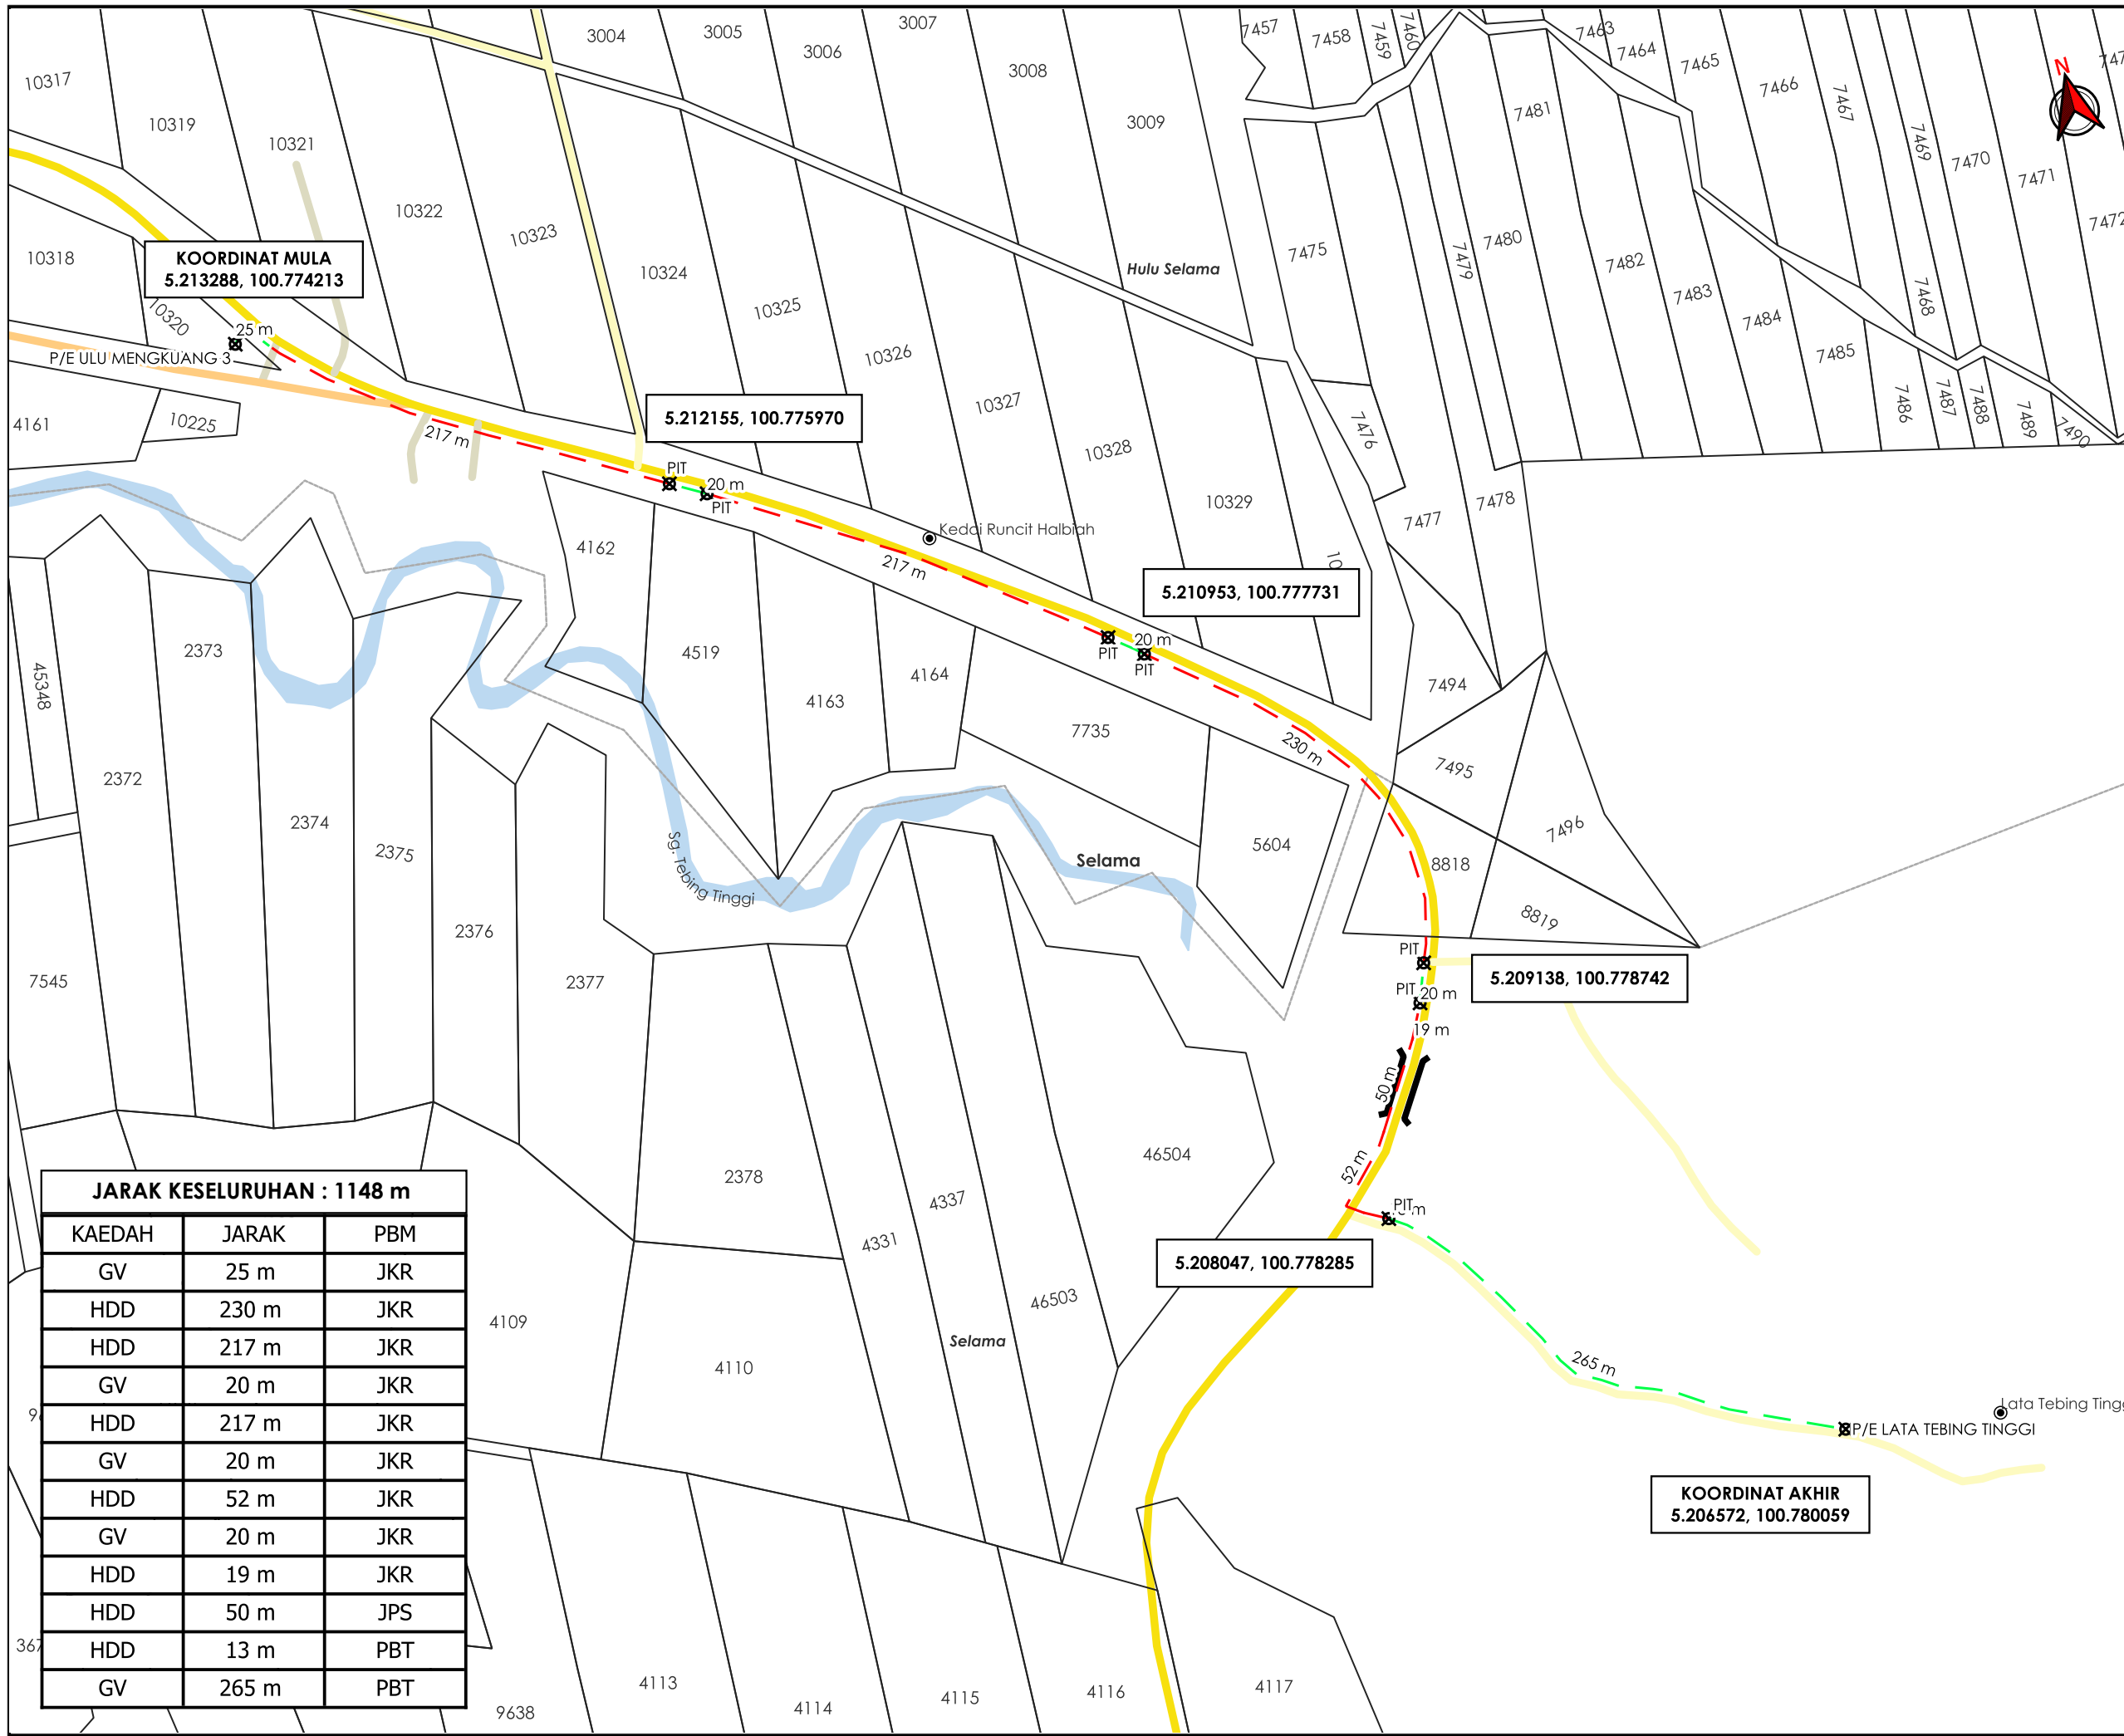 3004
3005
3006
3007
3008
3009
7457
7458
7459
7460
7463
7464
7465
7466
7467
7469
7470
7471
7472
N
10317
10319
10321
10322
10323
10324
10325
10326
10327
10328
10329
10318
10320
Hulu Selama
7475
7476
7477
7478
7479
7480
7481
7482
7483
7484
7485
7468
7486
7487
7488
7489
7490
KOORDINAT MULA
5.213288, 100.774213
25 m
P/E ULU MENGKUANG 3
4161
10225
217 m
5.212155, 100.775970
PIT
20 m
PIT
Kedai Runcit Halbiah
217 m
5.210953, 100.777731
20 m
PIT
PIT
4162
4519
4163
4164
7735
5604
230 m
7494
7495
7496
8818
8819
45348
2373
2372
2374
2375
2376
2377
7545
Sg. Tebing Tinggi
Selama
PIT
5.209138, 100.778742
PIT
20 m
19 m
50 m
52 m
PIT
5.208047, 100.778285
2378
4331
4337
46504
46503
Selama
4109
4110
265 m
Lata Tebing Tingg
P/E LATA TEBING TINGGI
KOORDINAT AKHIR
5.206572, 100.780059
JARAK KESELURUHAN : 1148 m
KAEDAH JARAK PBM
GV 25 m JKR
HDD 230 m JKR
HDD 217 m JKR
GV 20 m JKR
HDD 217 m JKR
GV 20 m JKR
HDD 52 m JKR
GV 20 m JKR
HDD 19 m JKR
HDD 50 m JPS
HDD 13 m PBT
GV 265 m PBT
367
9638
4113
4114
4115
4116
4117